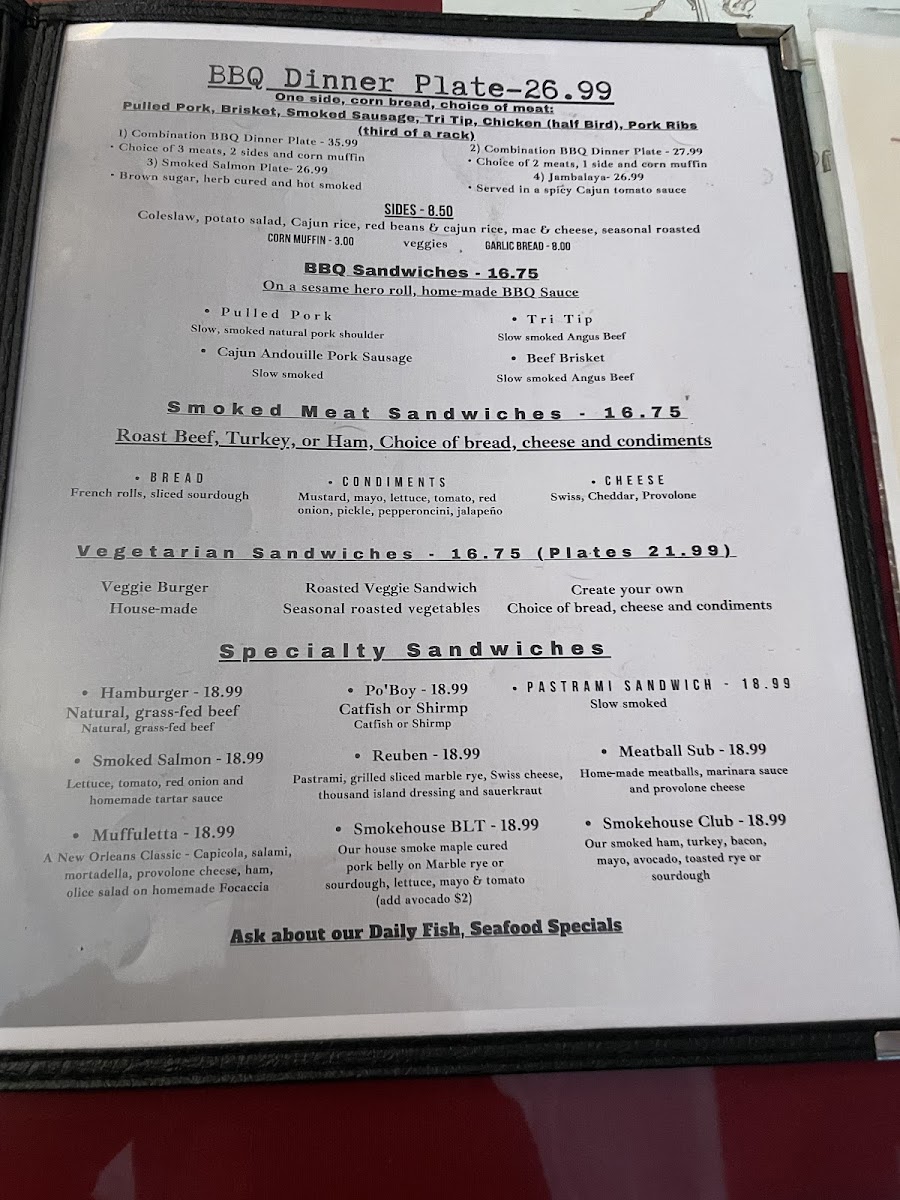 BBQ Dinner Plate-26.99
One side, corn bread, choice of meat:
Pulled Pork, Brisket, Smoked Sausage, Tri Tip, Chicken (half Bird), Pork Ribs
(third of a rack)
1) Combination BBQ Dinner Plate - 35.99
• Choice of 3 meats, 2 sides and corn muffin
3) Smoked Salmon Plate- 26.99
• Brown sugar, herb cured and hot smoked
2) Combination BBQ Dinner Plate - 27.99
• Choice of 2 meats, 1 side and corn muffin
4) Jambalaya- 26.99
• Served in a spicy Cajun tomato sauce
SIDES - 8.50
Coleslaw, potato salad, Cajun rice, red beans & cajun rice, mac & cheese, seasonal roasted
CORN MUFFIN - 3.00 veggies GARLIC BREAD - 8.00
BBQ Sandwiches - 16.75
On a sesame hero roll, home-made BBQ Sauce
• Pulled Pork
Slow, smoked natural pork shoulder
• Tri Tip
Slow smoked Angus Beef
• Cajun Andouille Pork Sausage
Slow smoked
• Beef Brisket
Slow smoked Angus Beef
Smoked Meat Sandwiches - 16.75
Roast Beef, Turkey, or Ham, Choice of bread, cheese and condiments
• BREAD
French rolls, sliced sourdough
• CONDIMENTS
Mustard, mayo, lettuce, tomato, red
onion, pickle, pepperoncini, jalapeño
• CHEESE
Swiss, Cheddar, Provolone
Vegetarian Sandwiches - 16.75 (Plates 21.99)
Veggie Burger
House-made
Roasted Veggie Sandwich
Seasonal roasted vegetables
Create your own
Choice of bread, cheese and condiments
Specialty Sandwiches
• Hamburger - 18.99
Natural, grass-fed beef
Natural, grass-fed beef
• Po'Boy - 18.99
Catfish or Shirmp
Catfish or Shirmp
• PASTRAMI SANDWICH - 18.99
Slow smoked
• Smoked Salmon - 18.99
Lettuce, tomato, red onion and
homemade tartar sauce
• Reuben - 18.99
Pastrami, grilled sliced marble rye, Swiss cheese,
thousand island dressing and sauerkraut
• Meatball Sub - 18.99
Home-made meatballs, marinara sauce
and provolone cheese
• Muffuletta - 18.99
A New Orleans Classic - Capicola, salami,
mortadella, provolone cheese, ham,
olice salad on homemade Focaccia
• Smokehouse BLT - 18.99
Our house smoke maple cured
pork belly on Marble rye or
sourdough, lettuce, mayo & tomato
(add avocado $2)
• Smokehouse Club - 18.99
Our smoked ham, turkey, bacon,
mayo, avocado, toasted rye or
sourdough
Ask about our Daily Fish, Seafood Specials